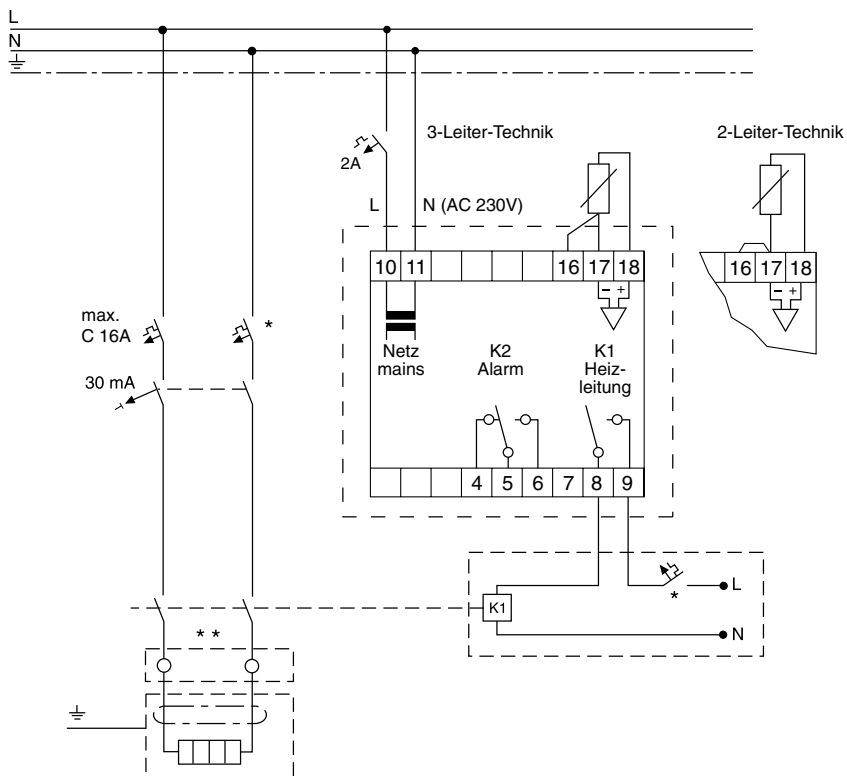 L
N
3-Leiter-Technik
2-Leiter-Technik
2A
L
N (AC 230V)
10 11 16 17 18
16 17 18
- +
- +
max.
C 16A
*
Netz
mains
K2
Alarm
K1
Heiz-
leitung
30 mA
4 5 6 7 8 9
*
L
K1
N
* *